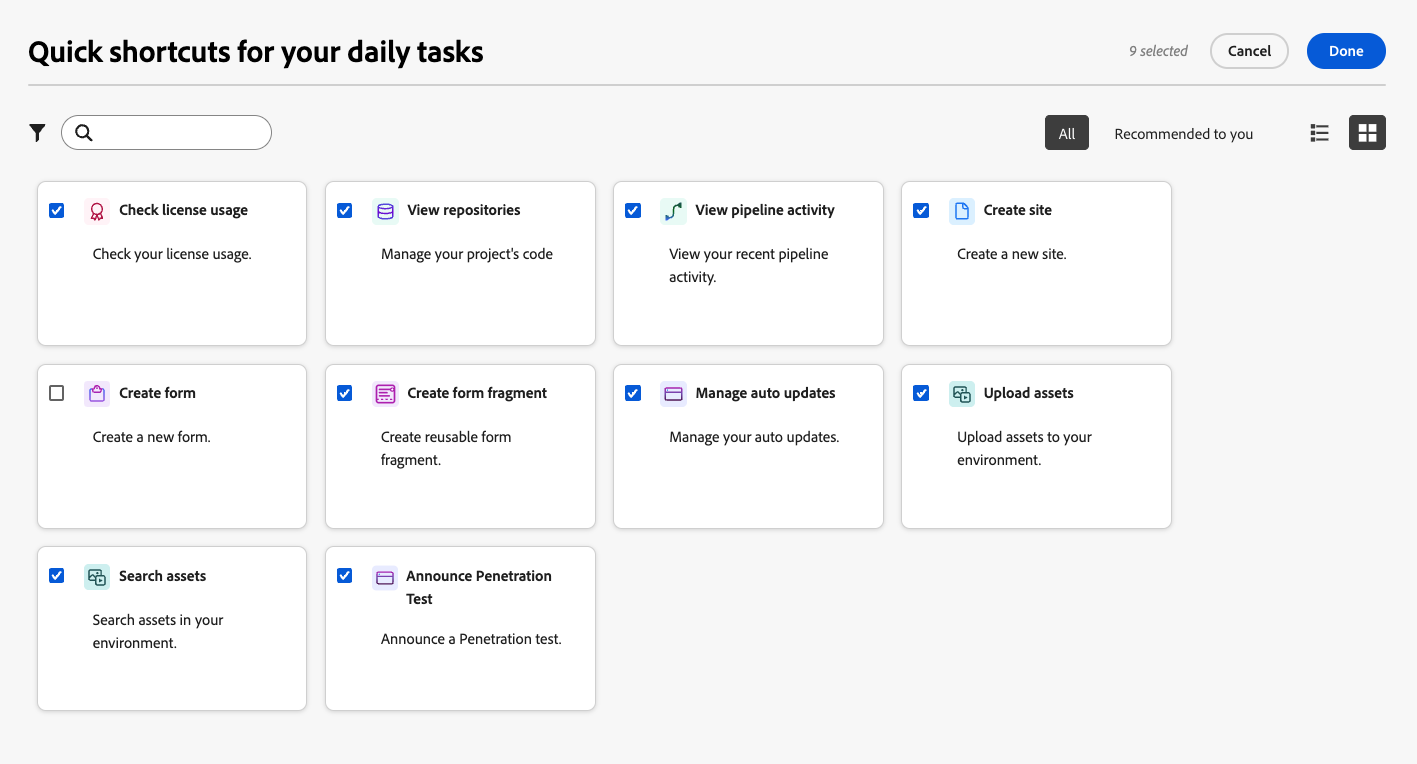 Quick shortcuts for your daily tasks
9 selected
Cancel
Done
All
Recommended to you
Check license usage
Check your license usage.
View repositories
Manage your project's code
View pipeline activity
View your recent pipeline
activity.
Create site
Create a new site.
Create form
Create a new form.
Create form fragment
Create reusable form
fragment.
Manage auto updates
Manage your auto updates.
Upload assets
Upload assets to your
environment.
Search assets
Search assets in your
environment.
Announce Penetration
Test
Announce a Penetration test.